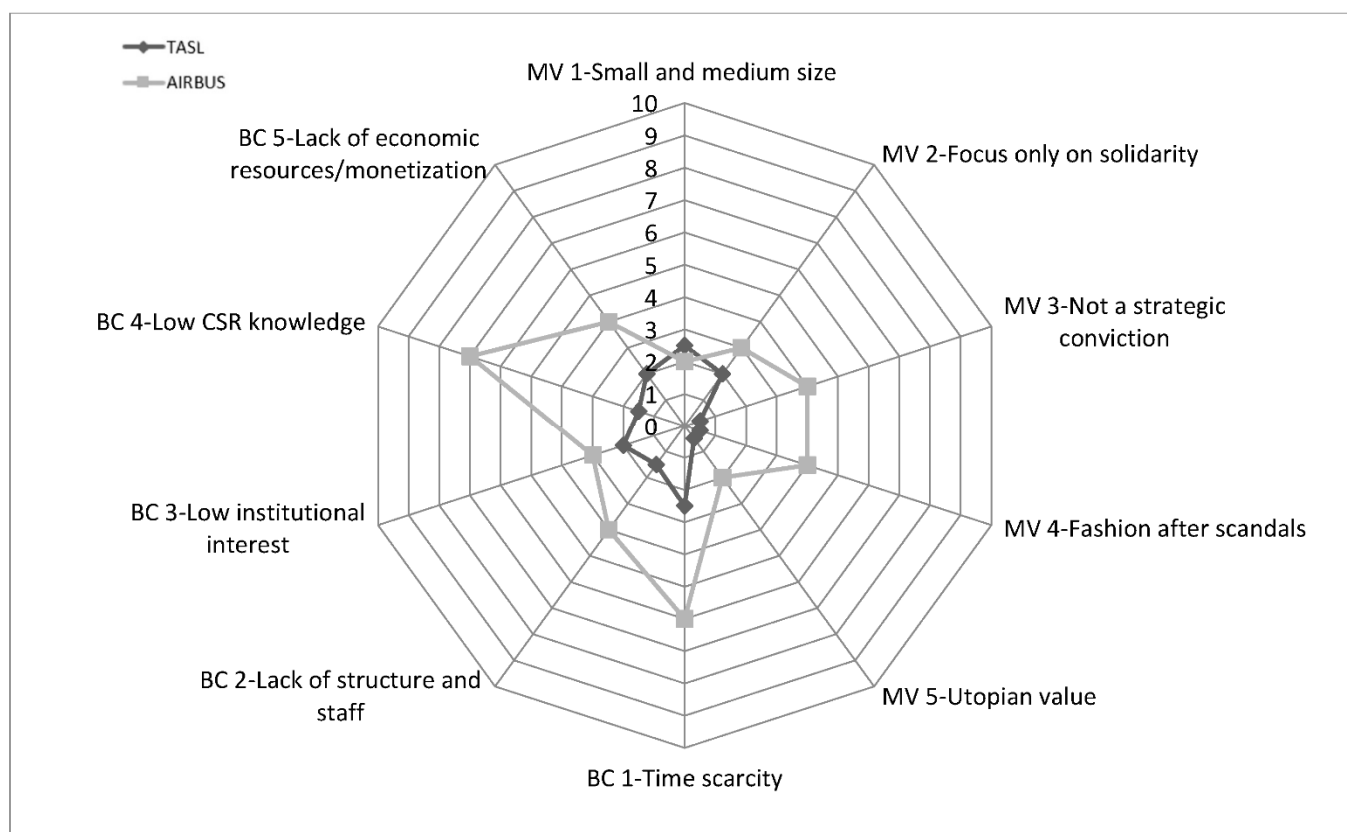 TASL
AIRBUS
MV 1-Small and medium size
MV 2-Focus only on solidarity
MV 3-Not a strategic
conviction
MV 4-Fashion after scandals
MV 5-Utopian value
BC 1-Time scarcity
BC 2-Lack of structure and
staff
BC 3-Low institutional
interest
BC 4-Low CSR knowledge
BC 5-Lack of economic
resources/monetization
10
9
8
7
6
5
4
3
2
1
0